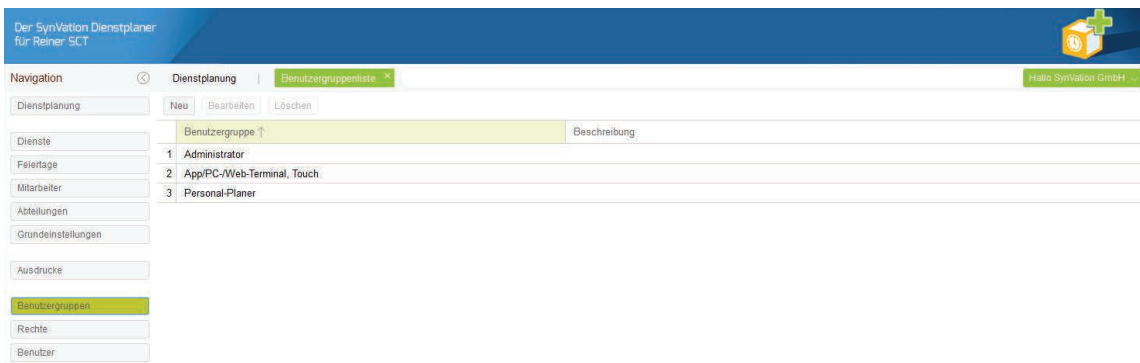 Der SynVation Dienstplaner
für Reiner SCT
Navigation
Dienstplanung | Benutzergruppenliste ×
Hallo SynVation GmbH
Dienstplanung
Neu Bearbeiten Löschen
Benutzergruppe ↑ Beschreibung
Dienste
1 Administrator
Feiertage
2 App/PC-/Web-Terminal, Touch
Mitarbeiter
3 Personal-Planer
Abteilungen
Grundeinstellungen
Ausdrucke
Benutzergruppen
Rechte
Benutzer